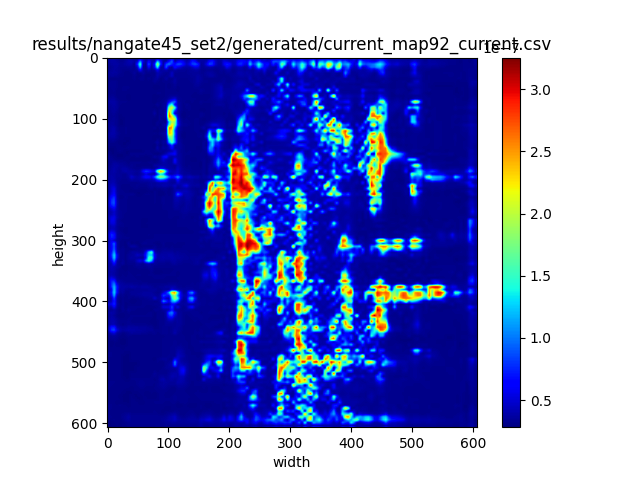 results/nangate45_set2/generated/current_map92_current.csv
1e−7
0
100
200
300
400
500
600
height
0 100 200 300 400 500 600
width
3.0
2.5
2.0
1.5
1.0
0.5